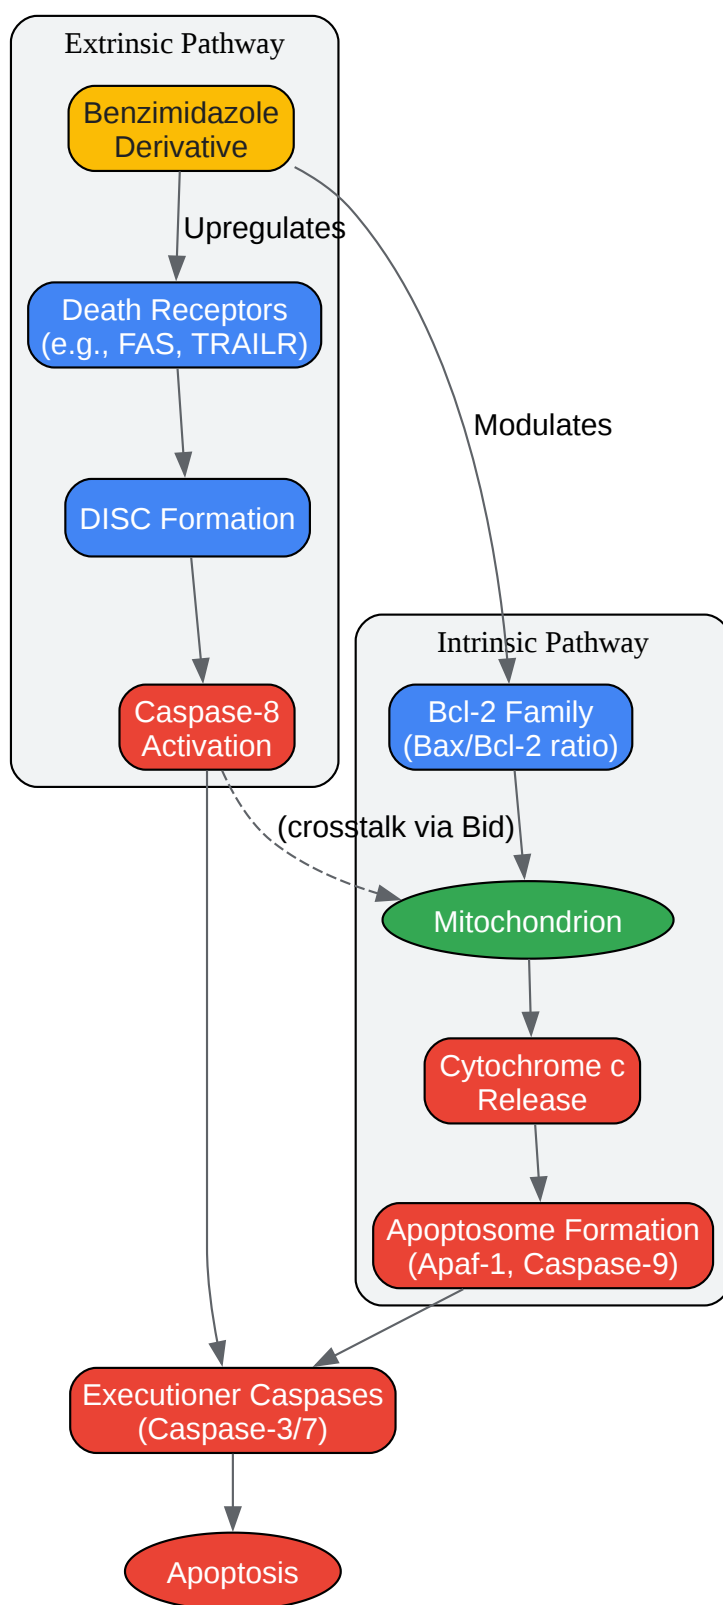 Extrinsic Pathway
Benzimidazole
Derivative
Upregulates
Death Receptors
(e.g., FAS, TRAILR)
Modulates
DISC Formation
Intrinsic Pathway
Caspase-8
Activation
Bcl-2 Family
(Bax/Bcl-2 ratio)
(crosstalk via Bid)
Mitochondrion
Cytochrome c
Release
Apoptosome Formation
(Apaf-1, Caspase-9)
Executioner Caspases
(Caspase-3/7)
Apoptosis